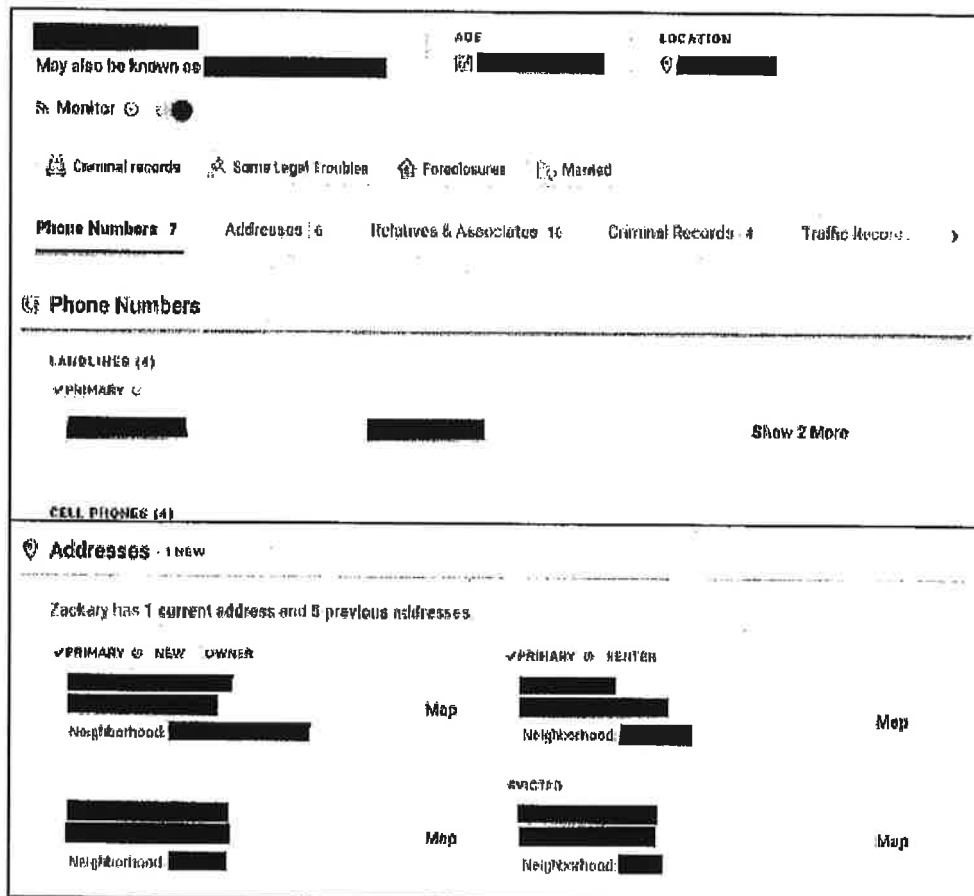 AGE
LOCATION
May also be known as
Monitor
Criminal records
Some Legal Troubles
Foreclosures
Married
Phone Numbers 7
Addresses 6
Relatives & Associates 10
Criminal Records 4
Traffic Recor
Phone Numbers
LANDLINES (4)
PRIMARY
Show 2 More
CELL PHONES (4)
Addresses · 1 NEW
Zackary has 1 current address and 5 previous addresses
PRIMARY NEW OWNER
PRIMARY RENTER
Map
Neighborhood:
Map
Neighborhood:
EVICTED
Map
Neighborhood:
Map
Neighborhood: